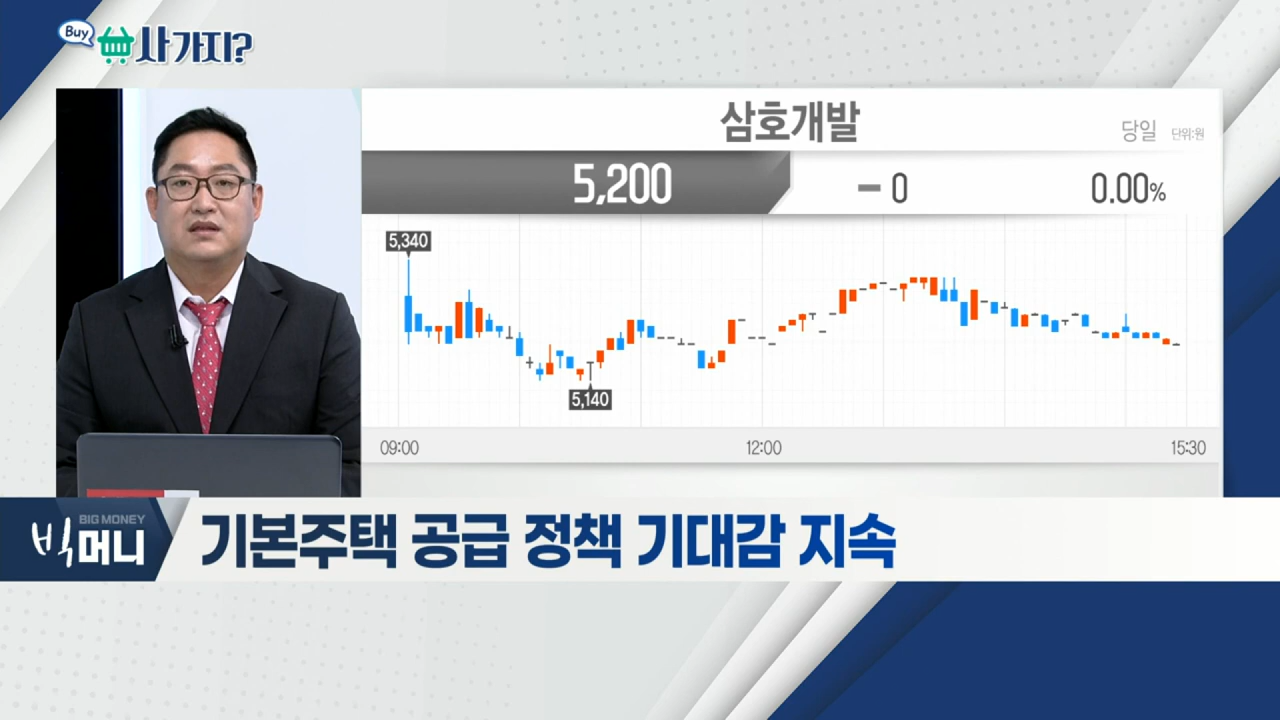 Buy
사가지?
삼호개발
당일 단위:원
5,200 - 0 0.00%
5,340
5,140
09:00 12:00 15:30
BIG MONEY
빅머니
기본주택 공급 정책 기대감 지속